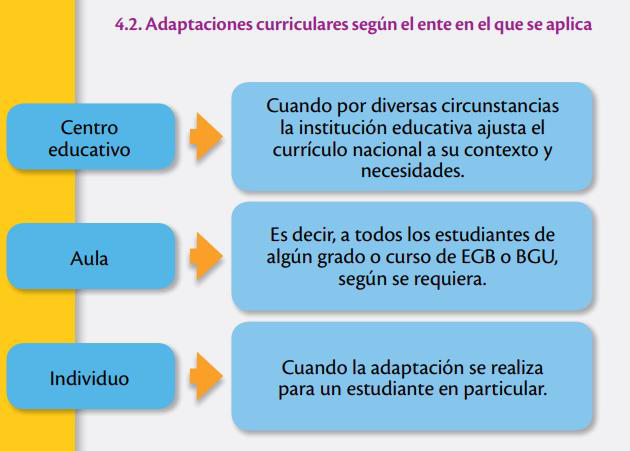 4.2. Adaptaciones curriculares según el ente en el que se aplica
Centro
educativo
Cuando por diversas circunstancias
la institución educativa ajusta el
currículo nacional a su contexto y
necesidades.
Aula
Es decir, a todos los estudiantes de
algún grado o curso de EGB o BGU,
según se requiera.
Individuo
Cuando la adaptación se realiza
para un estudiante en particular.